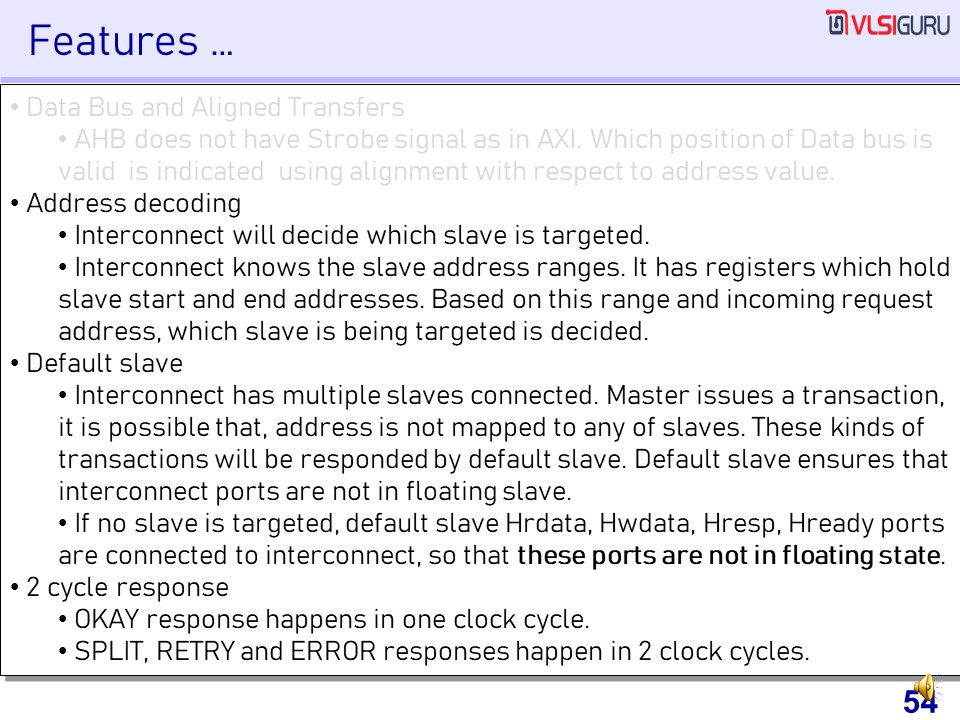 Features ...
VLSIGURU
• Data Bus and Aligned Transfers
• AHB does not have Strobe signal as in AXI. Which position of Data bus is
valid is indicated using alignment with respect to address value.
• Address decoding
• Interconnect will decide which slave is targeted.
• Interconnect knows the slave address ranges. It has registers which hold
slave start and end addresses. Based on this range and incoming request
address, which slave is being targeted is decided.
• Default slave
• Interconnect has multiple slaves connected. Master issues a transaction,
it is possible that, address is not mapped to any of slaves. These kinds of
transactions will be responded by default slave. Default slave ensures that
interconnect ports are not in floating slave.
• If no slave is targeted, default slave Hrdata, Hwdata, Hresp, Hready ports
are connected to interconnect, so that these ports are not in floating state.
• 2 cycle response
• OKAY response happens in one clock cycle.
• SPLIT, RETRY and ERROR responses happen in 2 clock cycles.
54